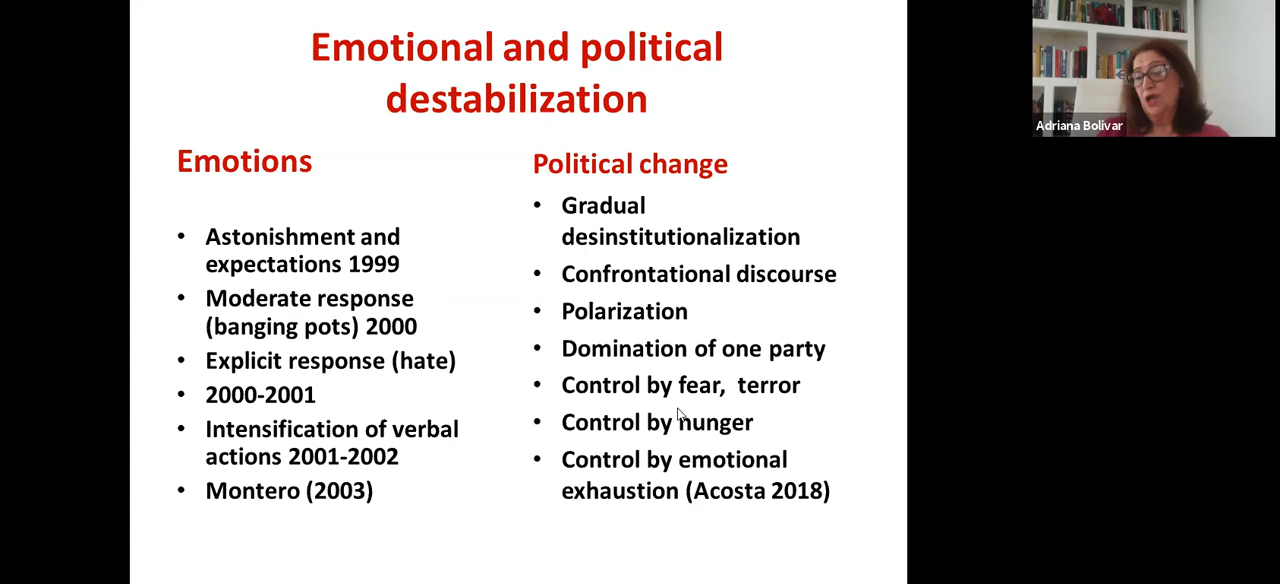 Emotional and political
destabilization
Emotions
• Astonishment and
expectations 1999
• Moderate response
(banging pots) 2000
• Explicit response (hate)
• 2000-2001
• Intensification of verbal
actions 2001-2002
• Montero (2003)
Political change
• Gradual
desinstitutionalization
• Confrontational discourse
• Polarization
• Domination of one party
• Control by fear, terror
• Control by hunger
• Control by emotional
exhaustion (Acosta 2018)
Adriana Bolívar